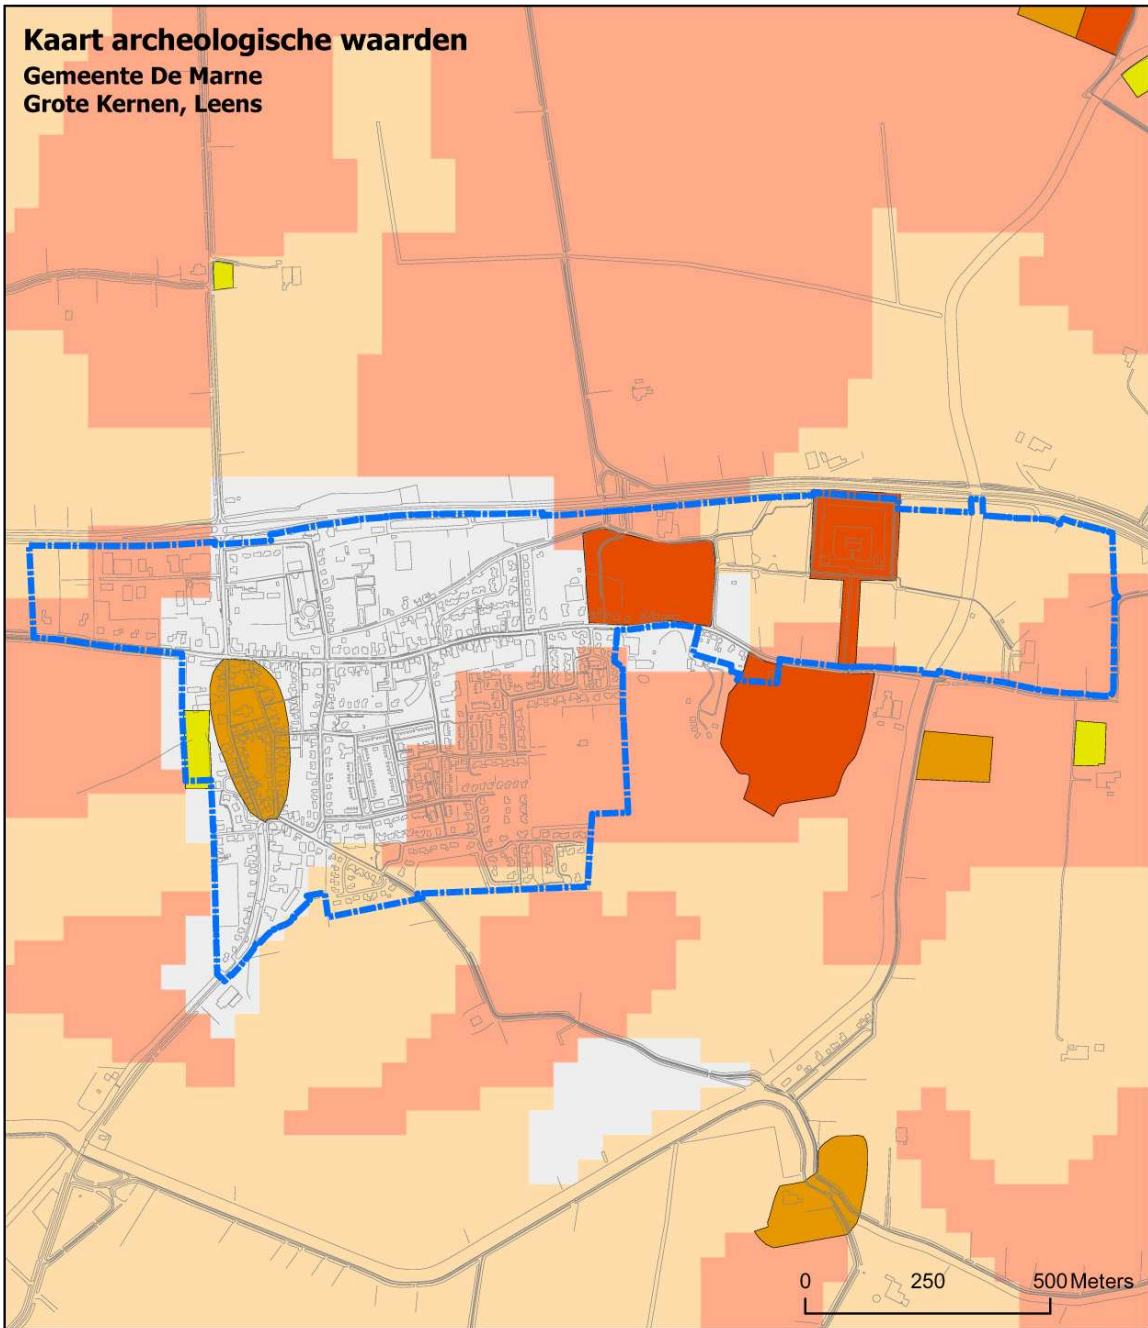 Kaart archeologische waarden
Gemeente De Marne
Grote Kernen, Leens
0 250 500 Meters